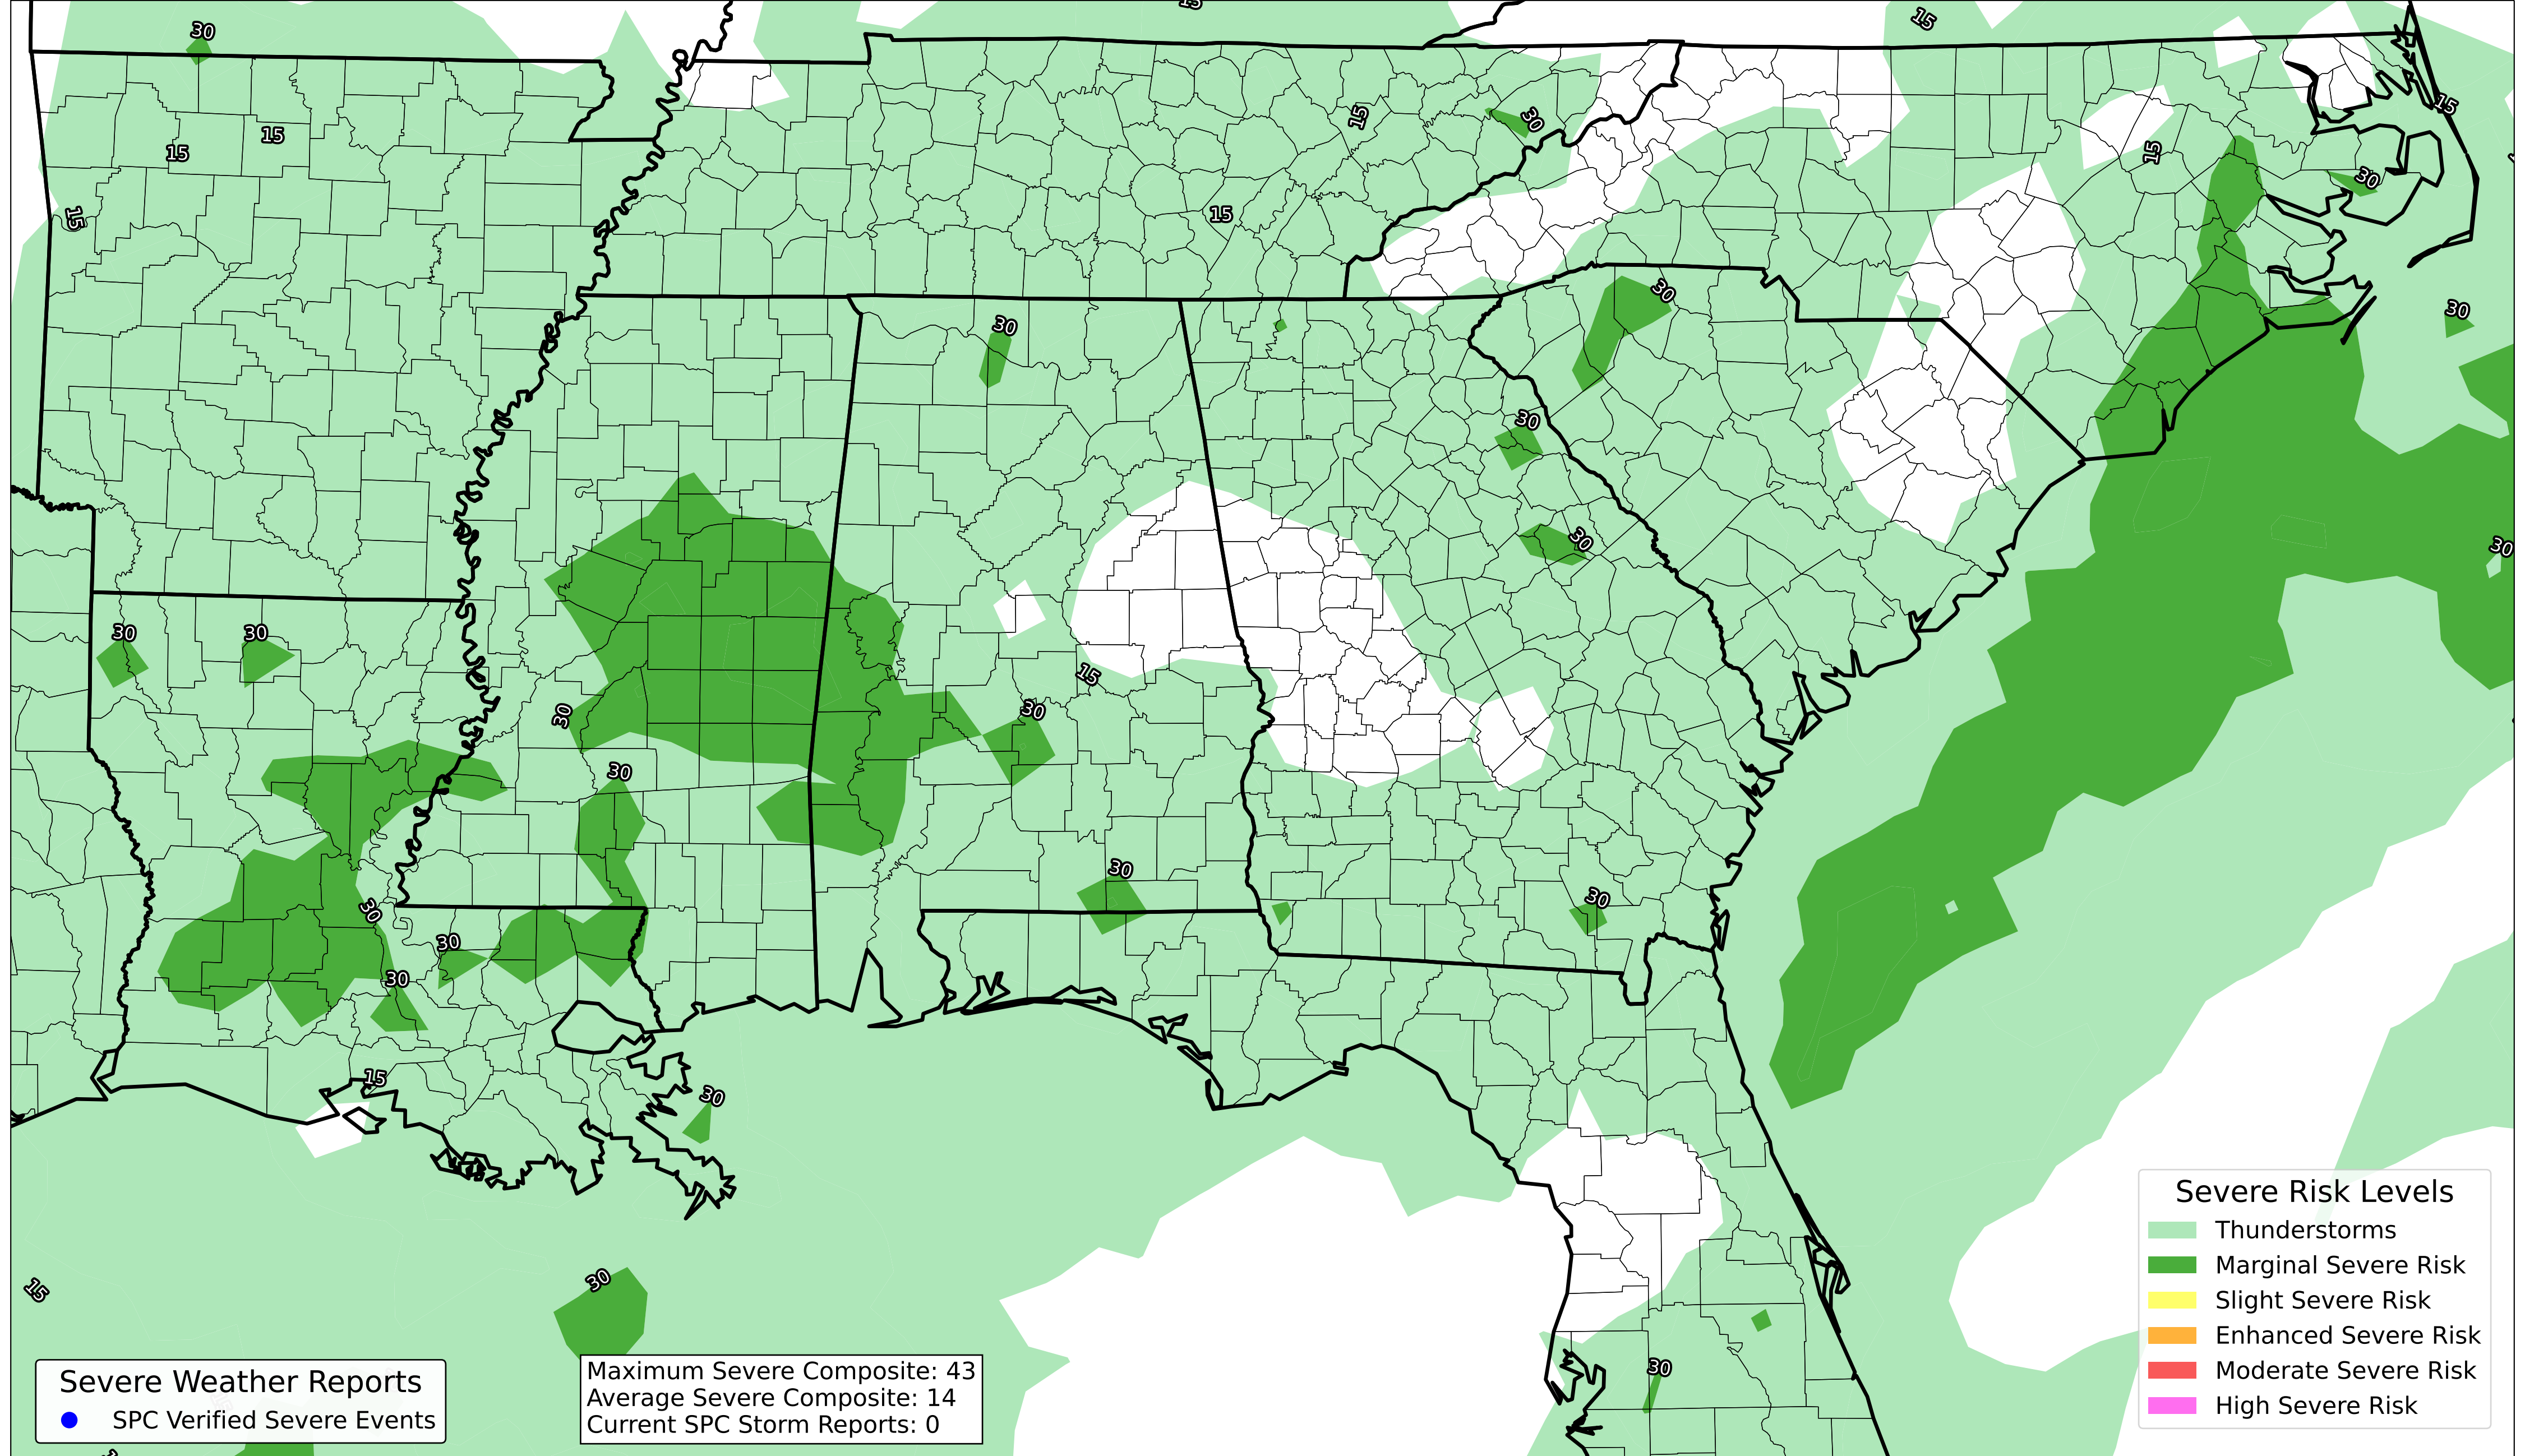 15
30
15
15
15
15
30
15
15
15
30
15
30
30
30
30
30
30
30
30
30
15
30
30
30
30
30
30
30
30
15
30
15
30
30
Severe Risk Levels
Thunderstorms
Marginal Severe Risk
Slight Severe Risk
Enhanced Severe Risk
Moderate Severe Risk
High Severe Risk
Severe Weather Reports
SPC Verified Severe Events
Maximum Severe Composite: 43
Average Severe Composite: 14
Current SPC Storm Reports: 0